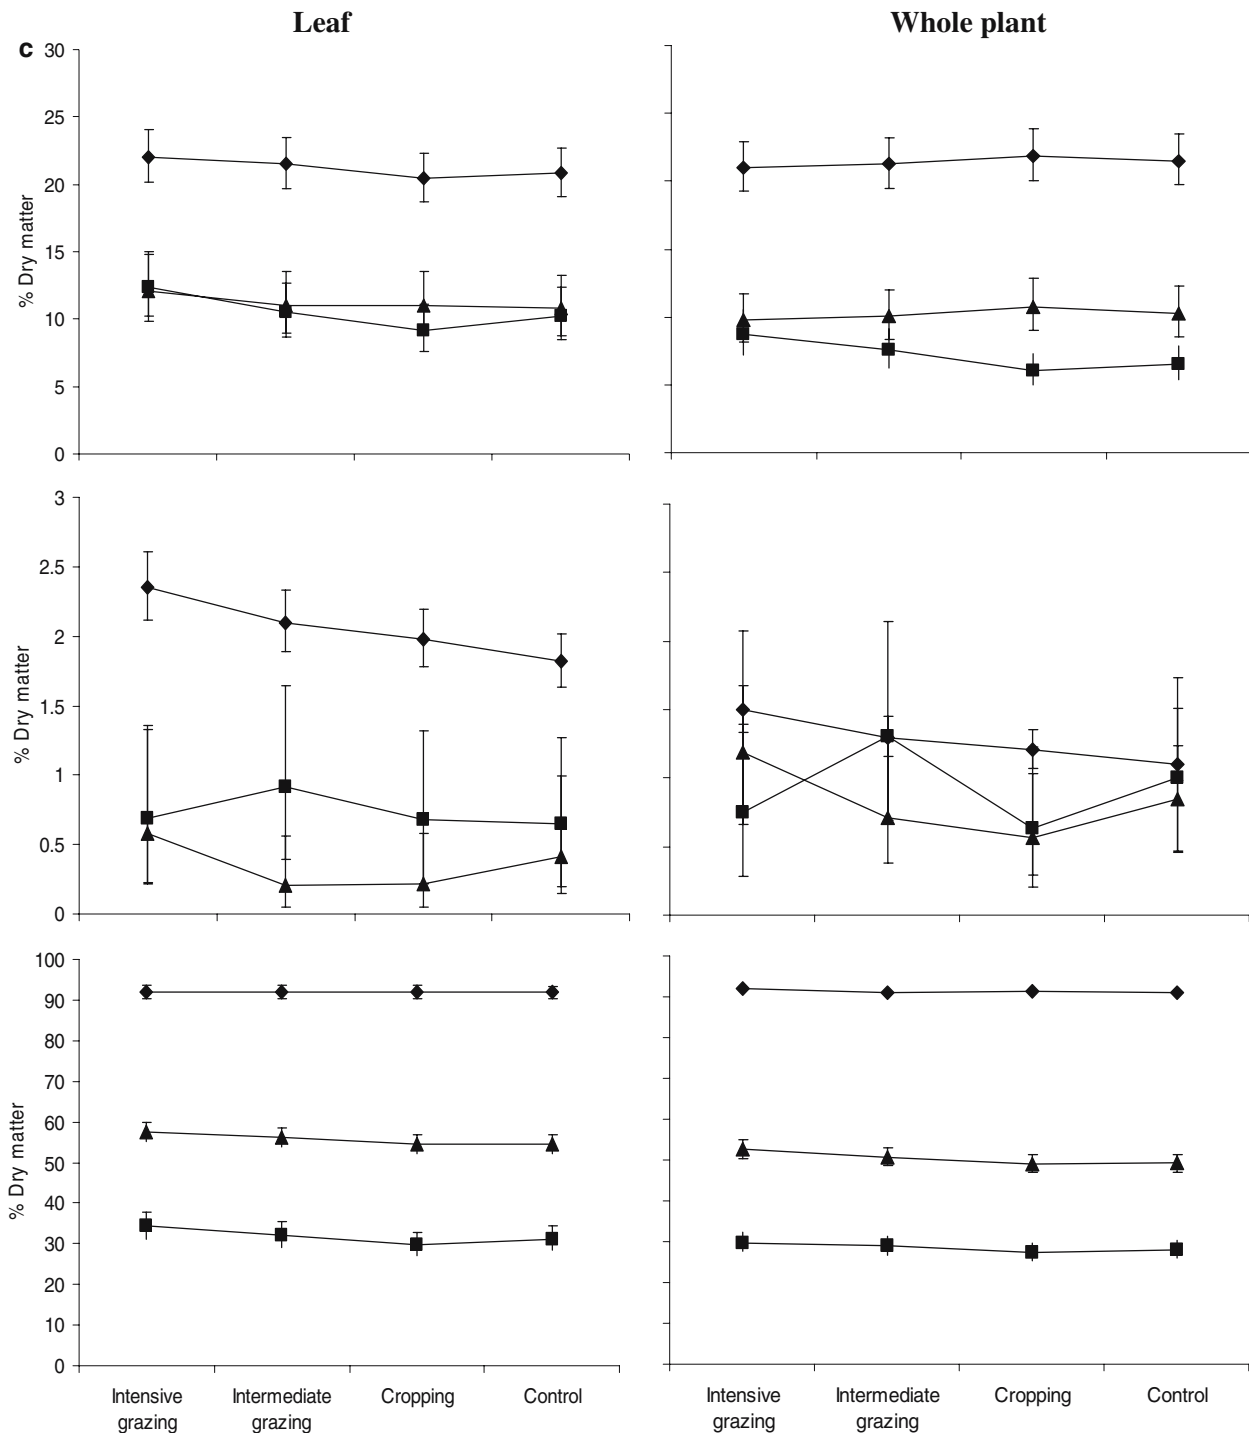 Leaf
Whole plant
c
30
25
20
15
10
5
0
% Dry matter
3
2.5
2
1.5
1
0.5
0
% Dry matter
100
90
80
70
60
50
40
30
20
10
0
% Dry matter
Intensive
grazing
Intermediate
grazing
Cropping
Control
Intensive
grazing
Intermediate
grazing
Cropping
Control